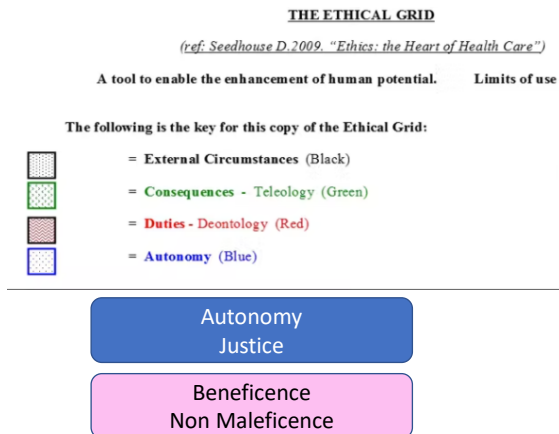 THE ETHICAL GRID
(ref: Seedhouse D.2009. “Ethics: the Heart of Health Care”)
A tool to enable the enhancement of human potential. Limits of use
The following is the key for this copy of the Ethical Grid:
= External Circumstances (Black)
= Consequences - Teleology (Green)
= Duties - Deontology (Red)
= Autonomy (Blue)
Autonomy
Justice
Beneficence
Non Maleficence